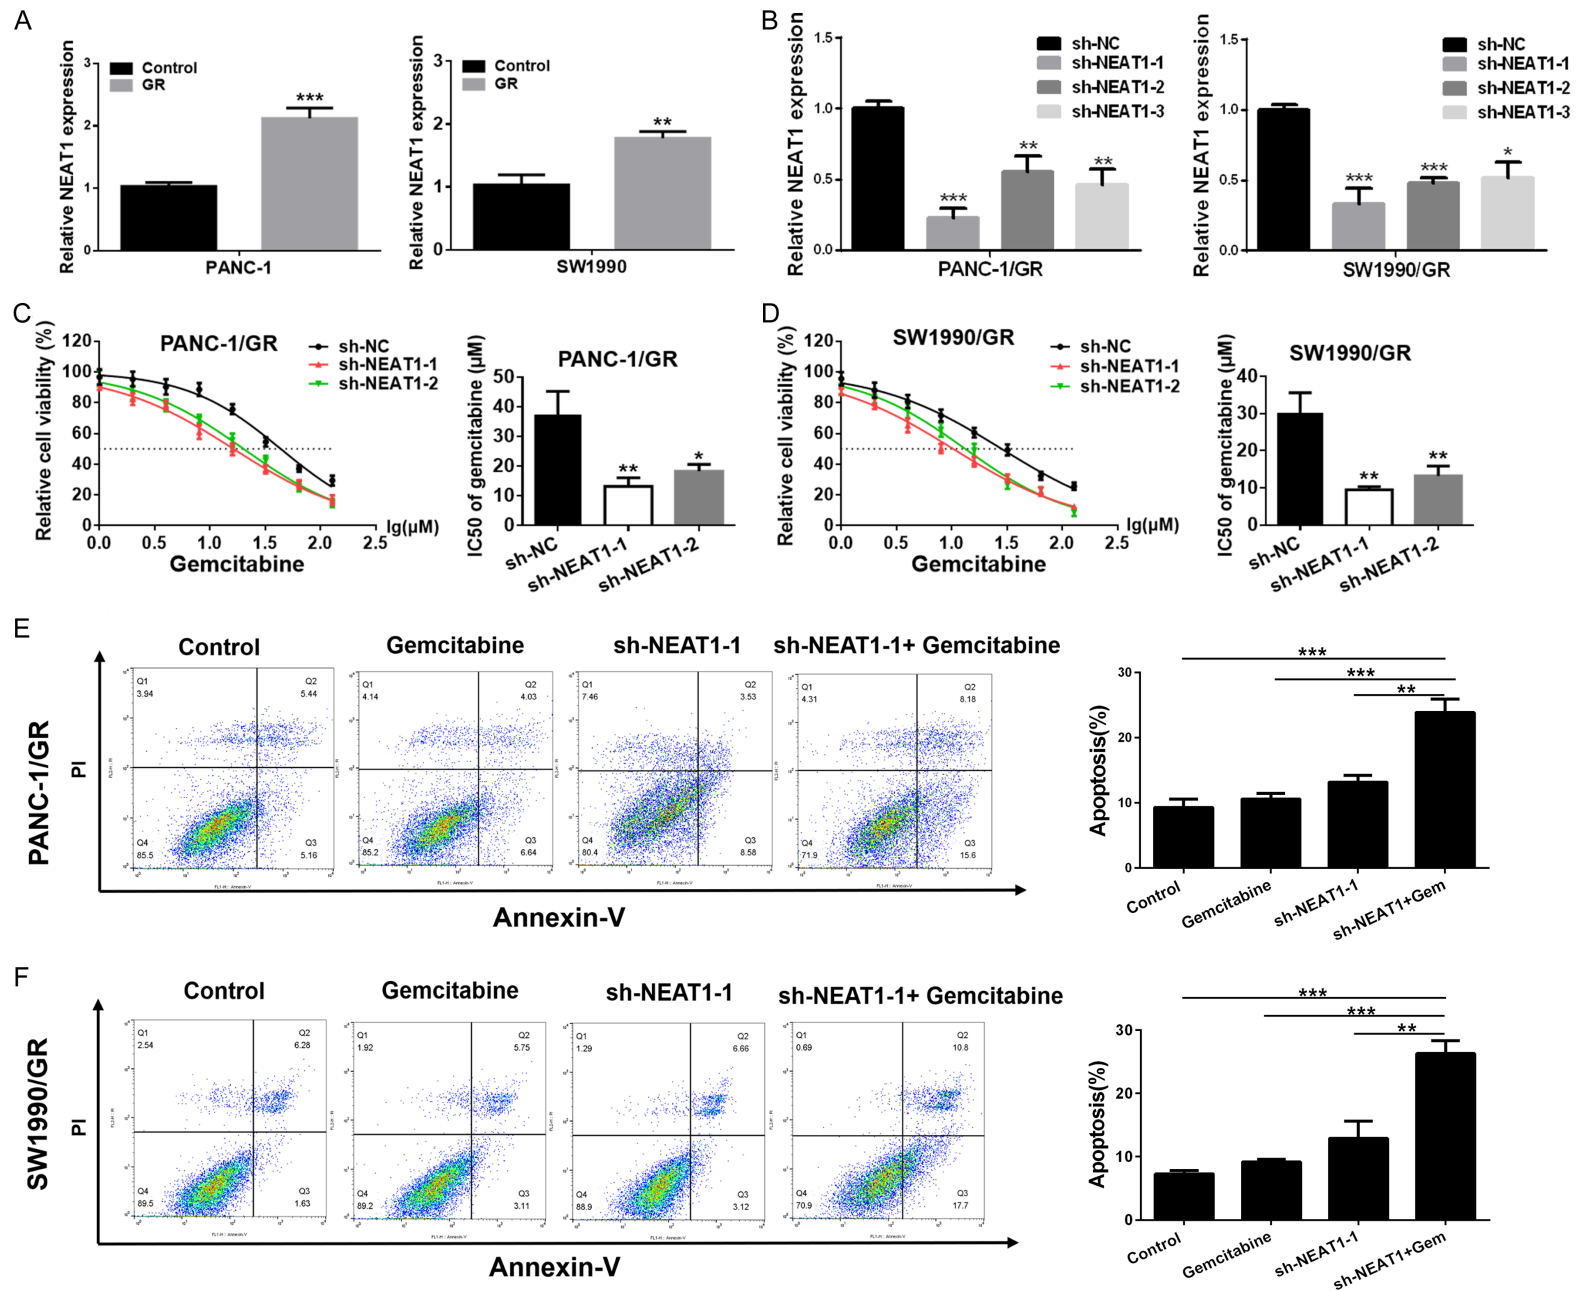 A
Relative NEAT1 expression
3
2
1
0
Control
GR
***
PANC-1
Relative NEAT1 expression
3
2
1
0
Control
GR
**
SW1990
B
Relative NEAT1 expression
1.5
1.0
0.5
0.0
sh-NC
sh-NEAT1-1
sh-NEAT1-2
sh-NEAT1-3
***
**
**
PANC-1/GR
Relative NEAT1 expression
1.5
1.0
0.5
0.0
sh-NC
sh-NEAT1-1
sh-NEAT1-2
sh-NEAT1-3
***
***
*
SW1990/GR
C
Relative cell viability (%)
120
100
80
60
40
20
0
PANC-1/GR
sh-NC
sh-NEAT1-1
sh-NEAT1-2
0.0 0.5 1.0 1.5 2.0 2.5
lg(μM)
Gemcitabine
IC50 of gemcitabine (μM)
PANC-1/GR
50
40
30
20
10
0
**
*
sh-NC
sh-NEAT1-1
sh-NEAT1-2
D
Relative cell viability (%)
120
100
80
60
40
20
0
SW1990/GR
sh-NC
sh-NEAT1-1
sh-NEAT1-2
0.0 0.5 1.0 1.5 2.0 2.5
lg(μM)
Gemcitabine
IC50 of gemcitabine (μM)
SW1990/GR
40
30
20
10
0
**
**
sh-NC
sh-NEAT1-1
sh-NEAT1-2
E
PANC-1/GR
PI
Control
Q1
3.94
Q2
5.44
Q4
85.5
Q3
5.16
FL1-H :: Annexin-V
Gemcitabine
Q1
4.14
Q2
4.03
Q4
85.2
Q3
6.64
FL1-H :: Annexin-V
sh-NEAT1-1
Q1
7.46
Q2
3.53
Q4
80.4
Q3
8.58
FL1-H :: Annexin-V
sh-NEAT1-1+ Gemcitabine
Q1
4.31
Q2
8.18
Q4
71.9
Q3
15.6
FL1-H :: Annexin-V
Annexin-V
Apoptosis(%)
30
20
10
0
***
***
**
Control
Gemcitabine
sh-NEAT1-1
sh-NEAT1+Gem
F
SW1990/GR
PI
Control
Q1
2.54
Q2
6.28
Q4
89.5
Q3
1.63
FL1-H :: Annexin-V
Gemcitabine
Q1
1.92
Q2
5.75
Q4
89.2
Q3
3.11
FL1-H :: Annexin-V
sh-NEAT1-1
Q1
1.29
Q2
6.66
Q4
88.9
Q3
3.12
FL1-H :: Annexin-V
sh-NEAT1-1+ Gemcitabine
Q1
0.69
Q2
10.8
Q4
70.9
Q3
17.7
FL1-H :: Annexin-V
Annexin-V
Apoptosis(%)
30
20
10
0
***
***
**
Control
Gemcitabine
sh-NEAT1-1
sh-NEAT1+Gem